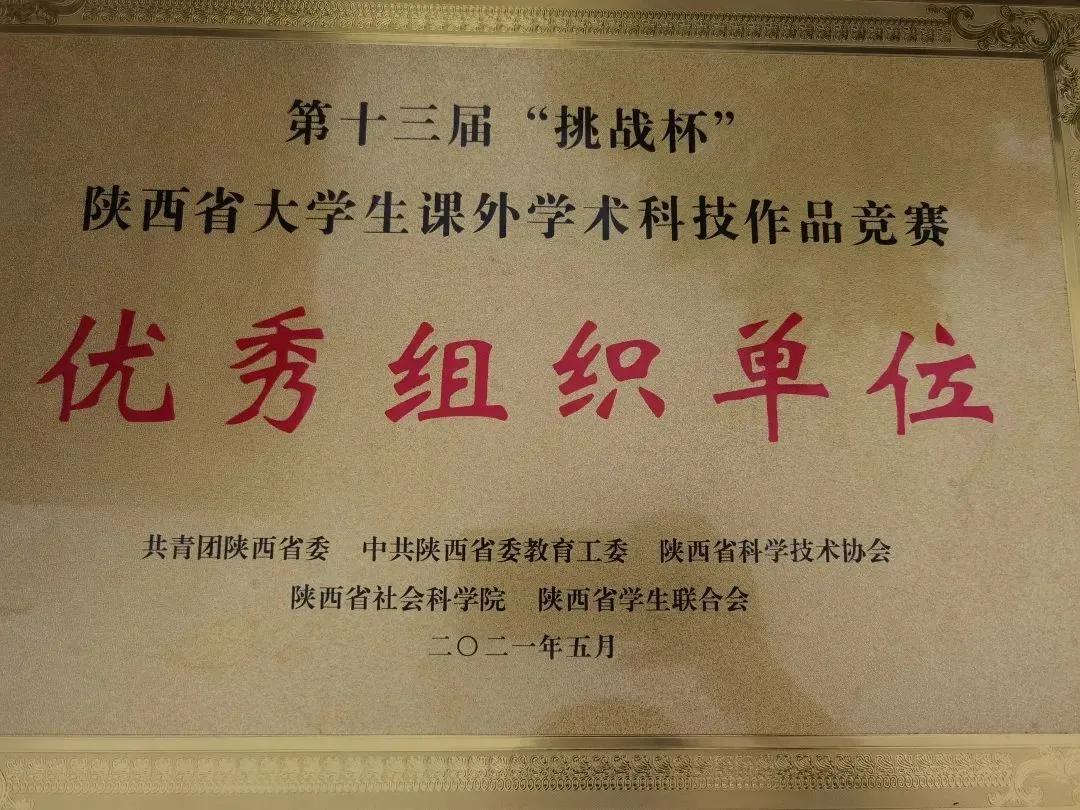 第十三届“挑战杯”
陕西省大学生课外学术科技作品竞赛
优秀组织单位
共青团陕西省委 中共陕西省委教育工委 陕西省科学技术协会
陕西省社会科学院 陕西省学生联合会
二〇二一年五月